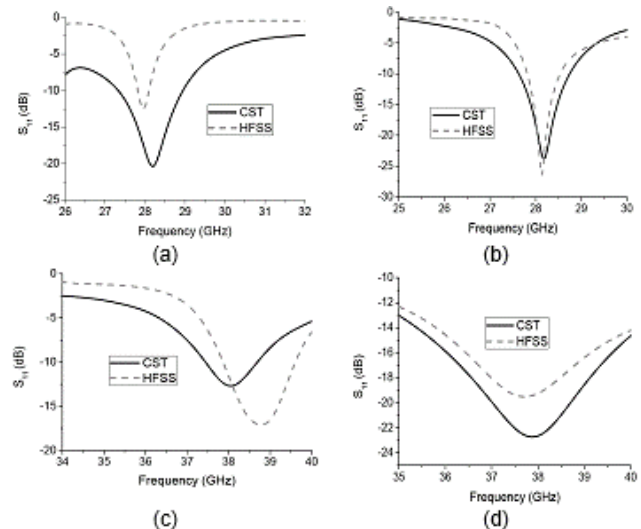 0
-5
-10
-15
-20
-25
26 27 28 29 30 31 32
S11 (dB)
Frequency (GHz)
CST
HFSS
(a)
0
-5
-10
-15
-20
-25
-30
25 26 27 28 29 30
S11 (dB)
Frequency (GHz)
CST
HFSS
(b)
0
-5
-10
-15
-20
34 35 36 37 38 39 40
S11 (dB)
Frequency (GHz)
CST
HFSS
(c)
-10
-12
-14
-16
-18
-20
-22
-24
35 36 37 38 39 40
S11 (dB)
Frequency (GHz)
CST
HFSS
(d)